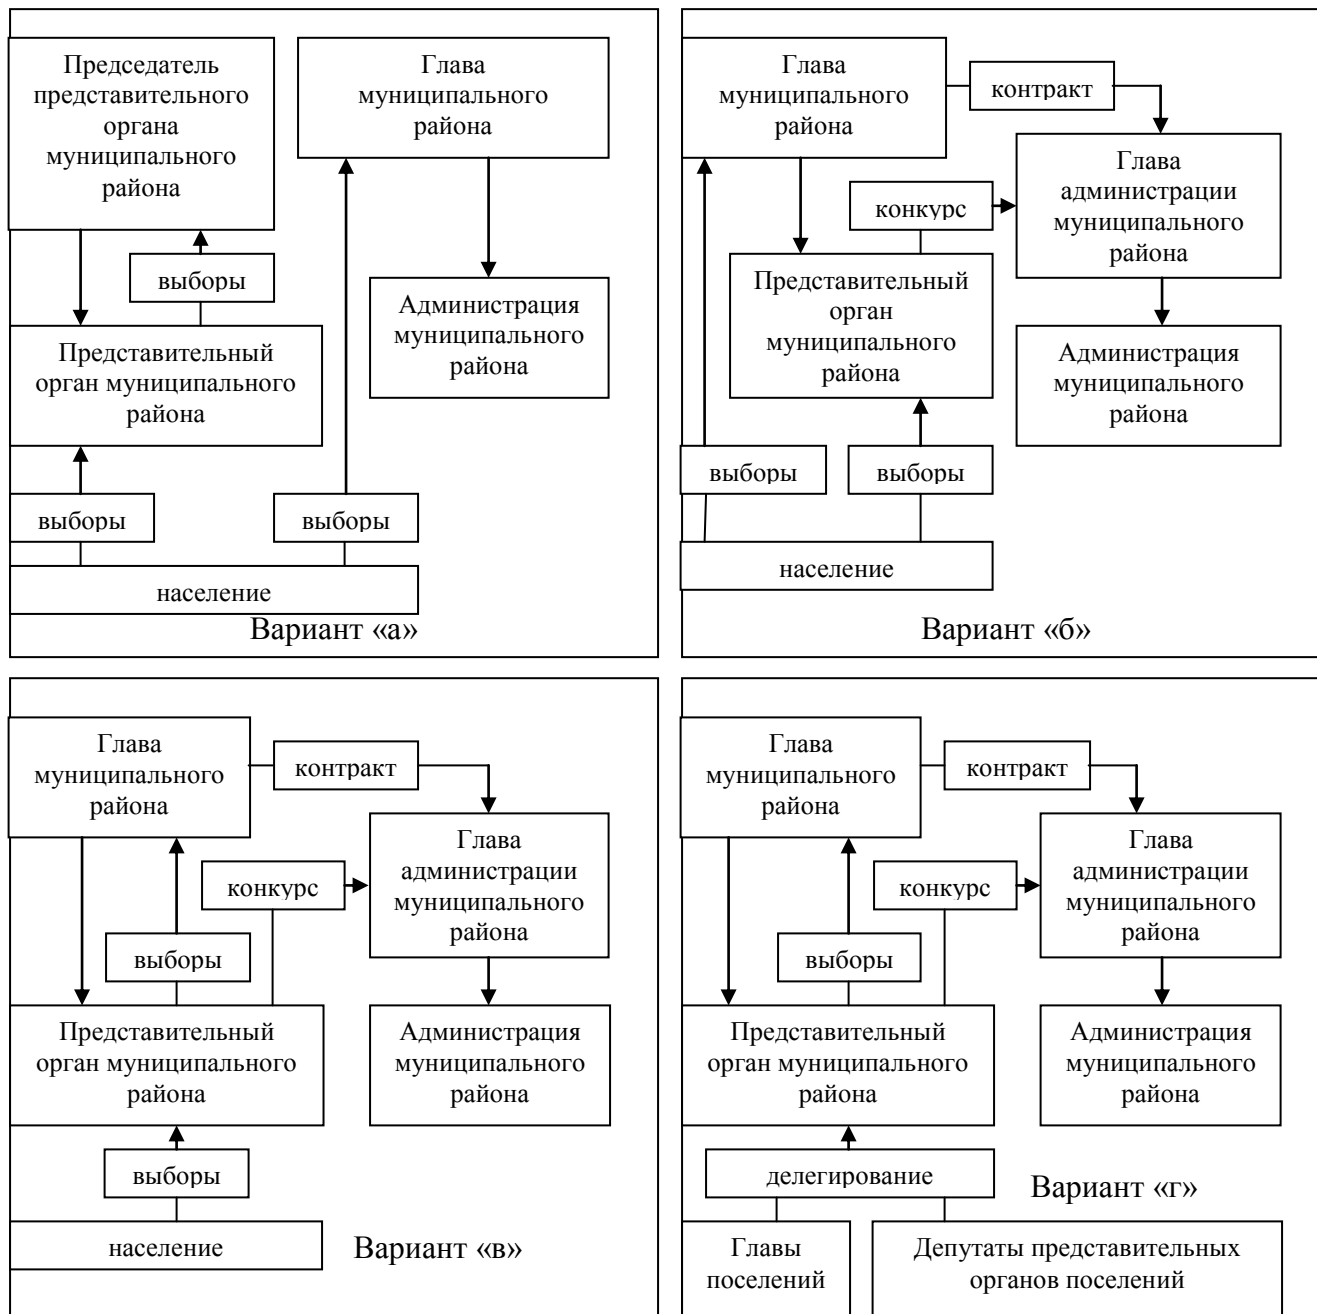 Председатель
представительного
органа
муниципального
района
Глава
муниципального
района
выборы
Администрация
муниципального
района
Представительный
орган муниципального
района
выборы
выборы
население
Вариант «а»
Глава
муниципального
района
контракт
Глава
администрации
муниципального
района
конкурс
Представительный
орган
муниципального
района
Администрация
муниципального
района
выборы
выборы
население
Вариант «б»
Глава
муниципального
района
контракт
Глава
администрации
муниципального
района
конкурс
выборы
Представительный
орган муниципального
района
Администрация
муниципального
района
выборы
население
Вариант «в»
Глава
муниципального
района
контракт
Глава
администрации
муниципального
района
конкурс
выборы
Представительный
орган муниципального
района
Администрация
муниципального
района
делегирование
Вариант «г»
Главы
поселений
Депутаты представительных
органов поселений